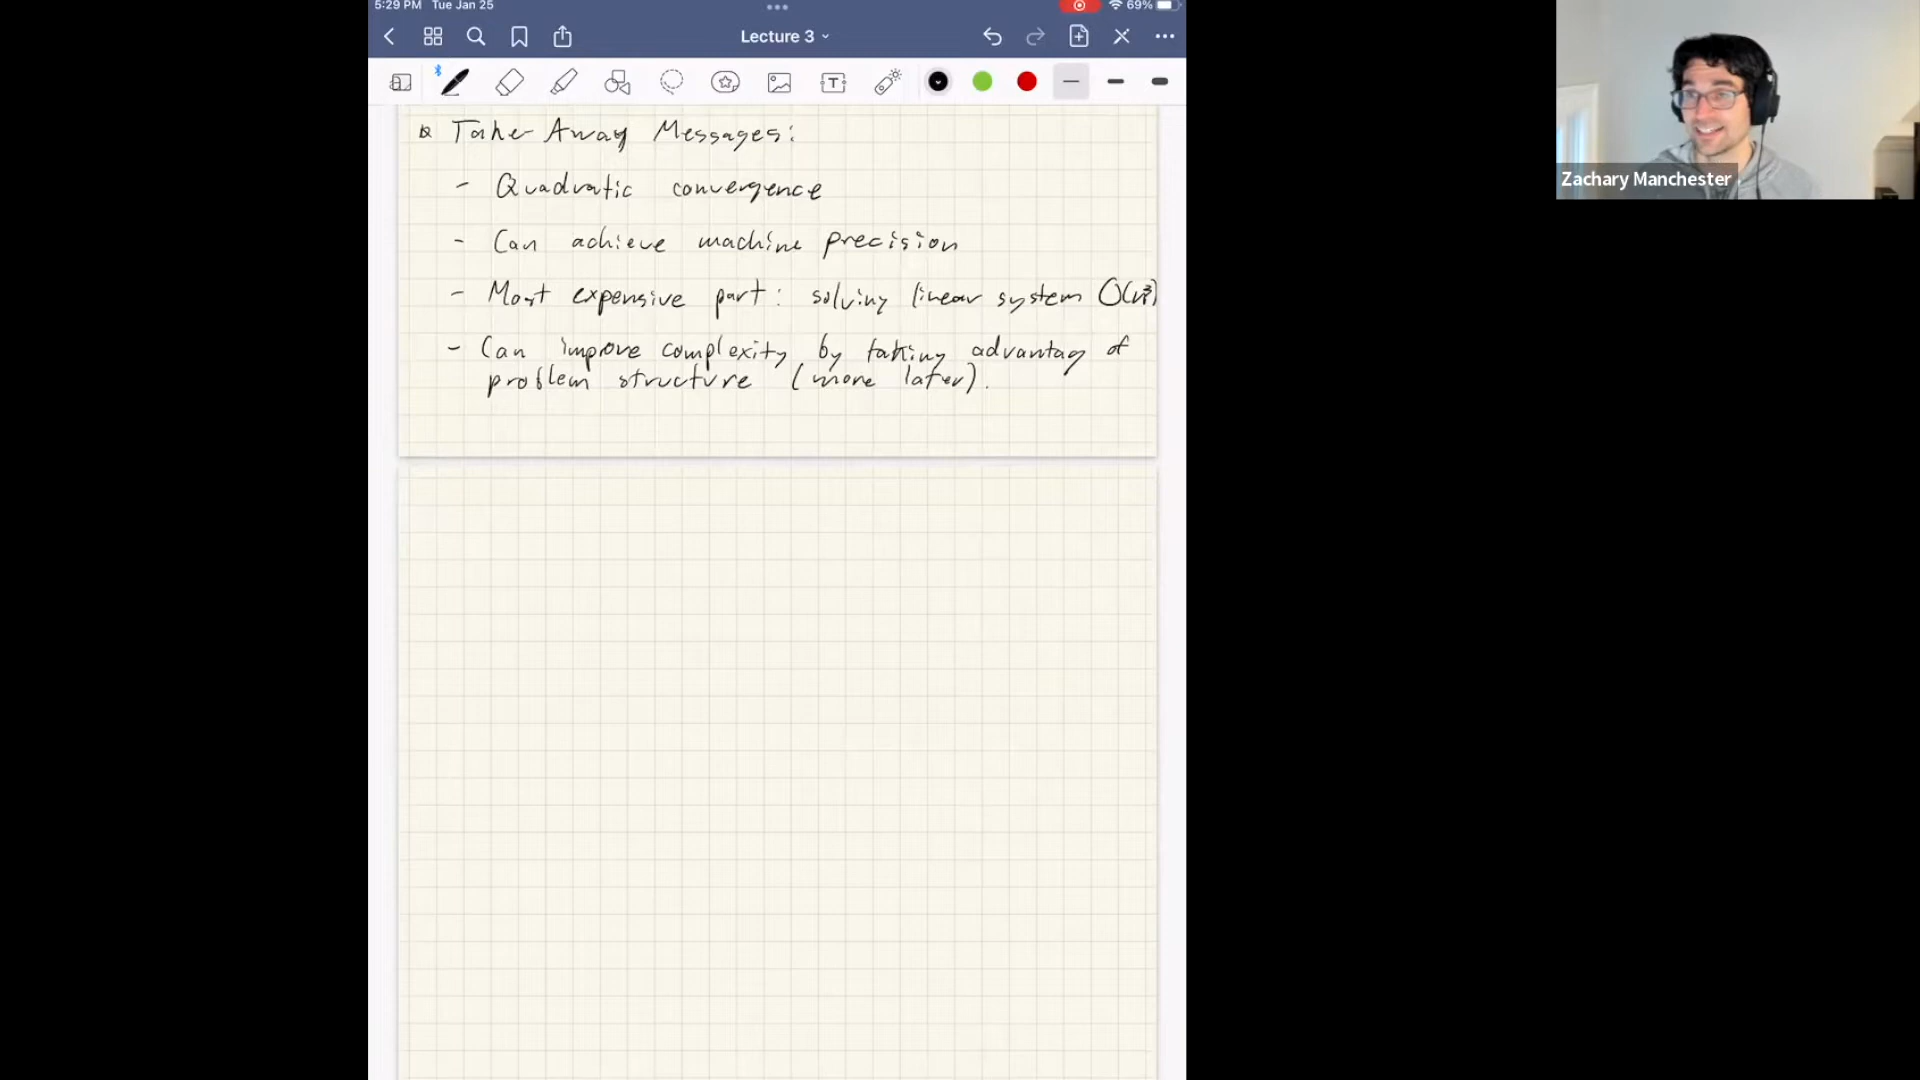 5:29 PM Tue Jan 25
69%
Lecture 3
T
Take-Away Messages:
- Quadratic convergence
- Can achieve machine precision
- Most expensive part: solving linear system O(n³)
- Can improve complexity by taking advantag of
problem structure (more later).
Zachary Manchester